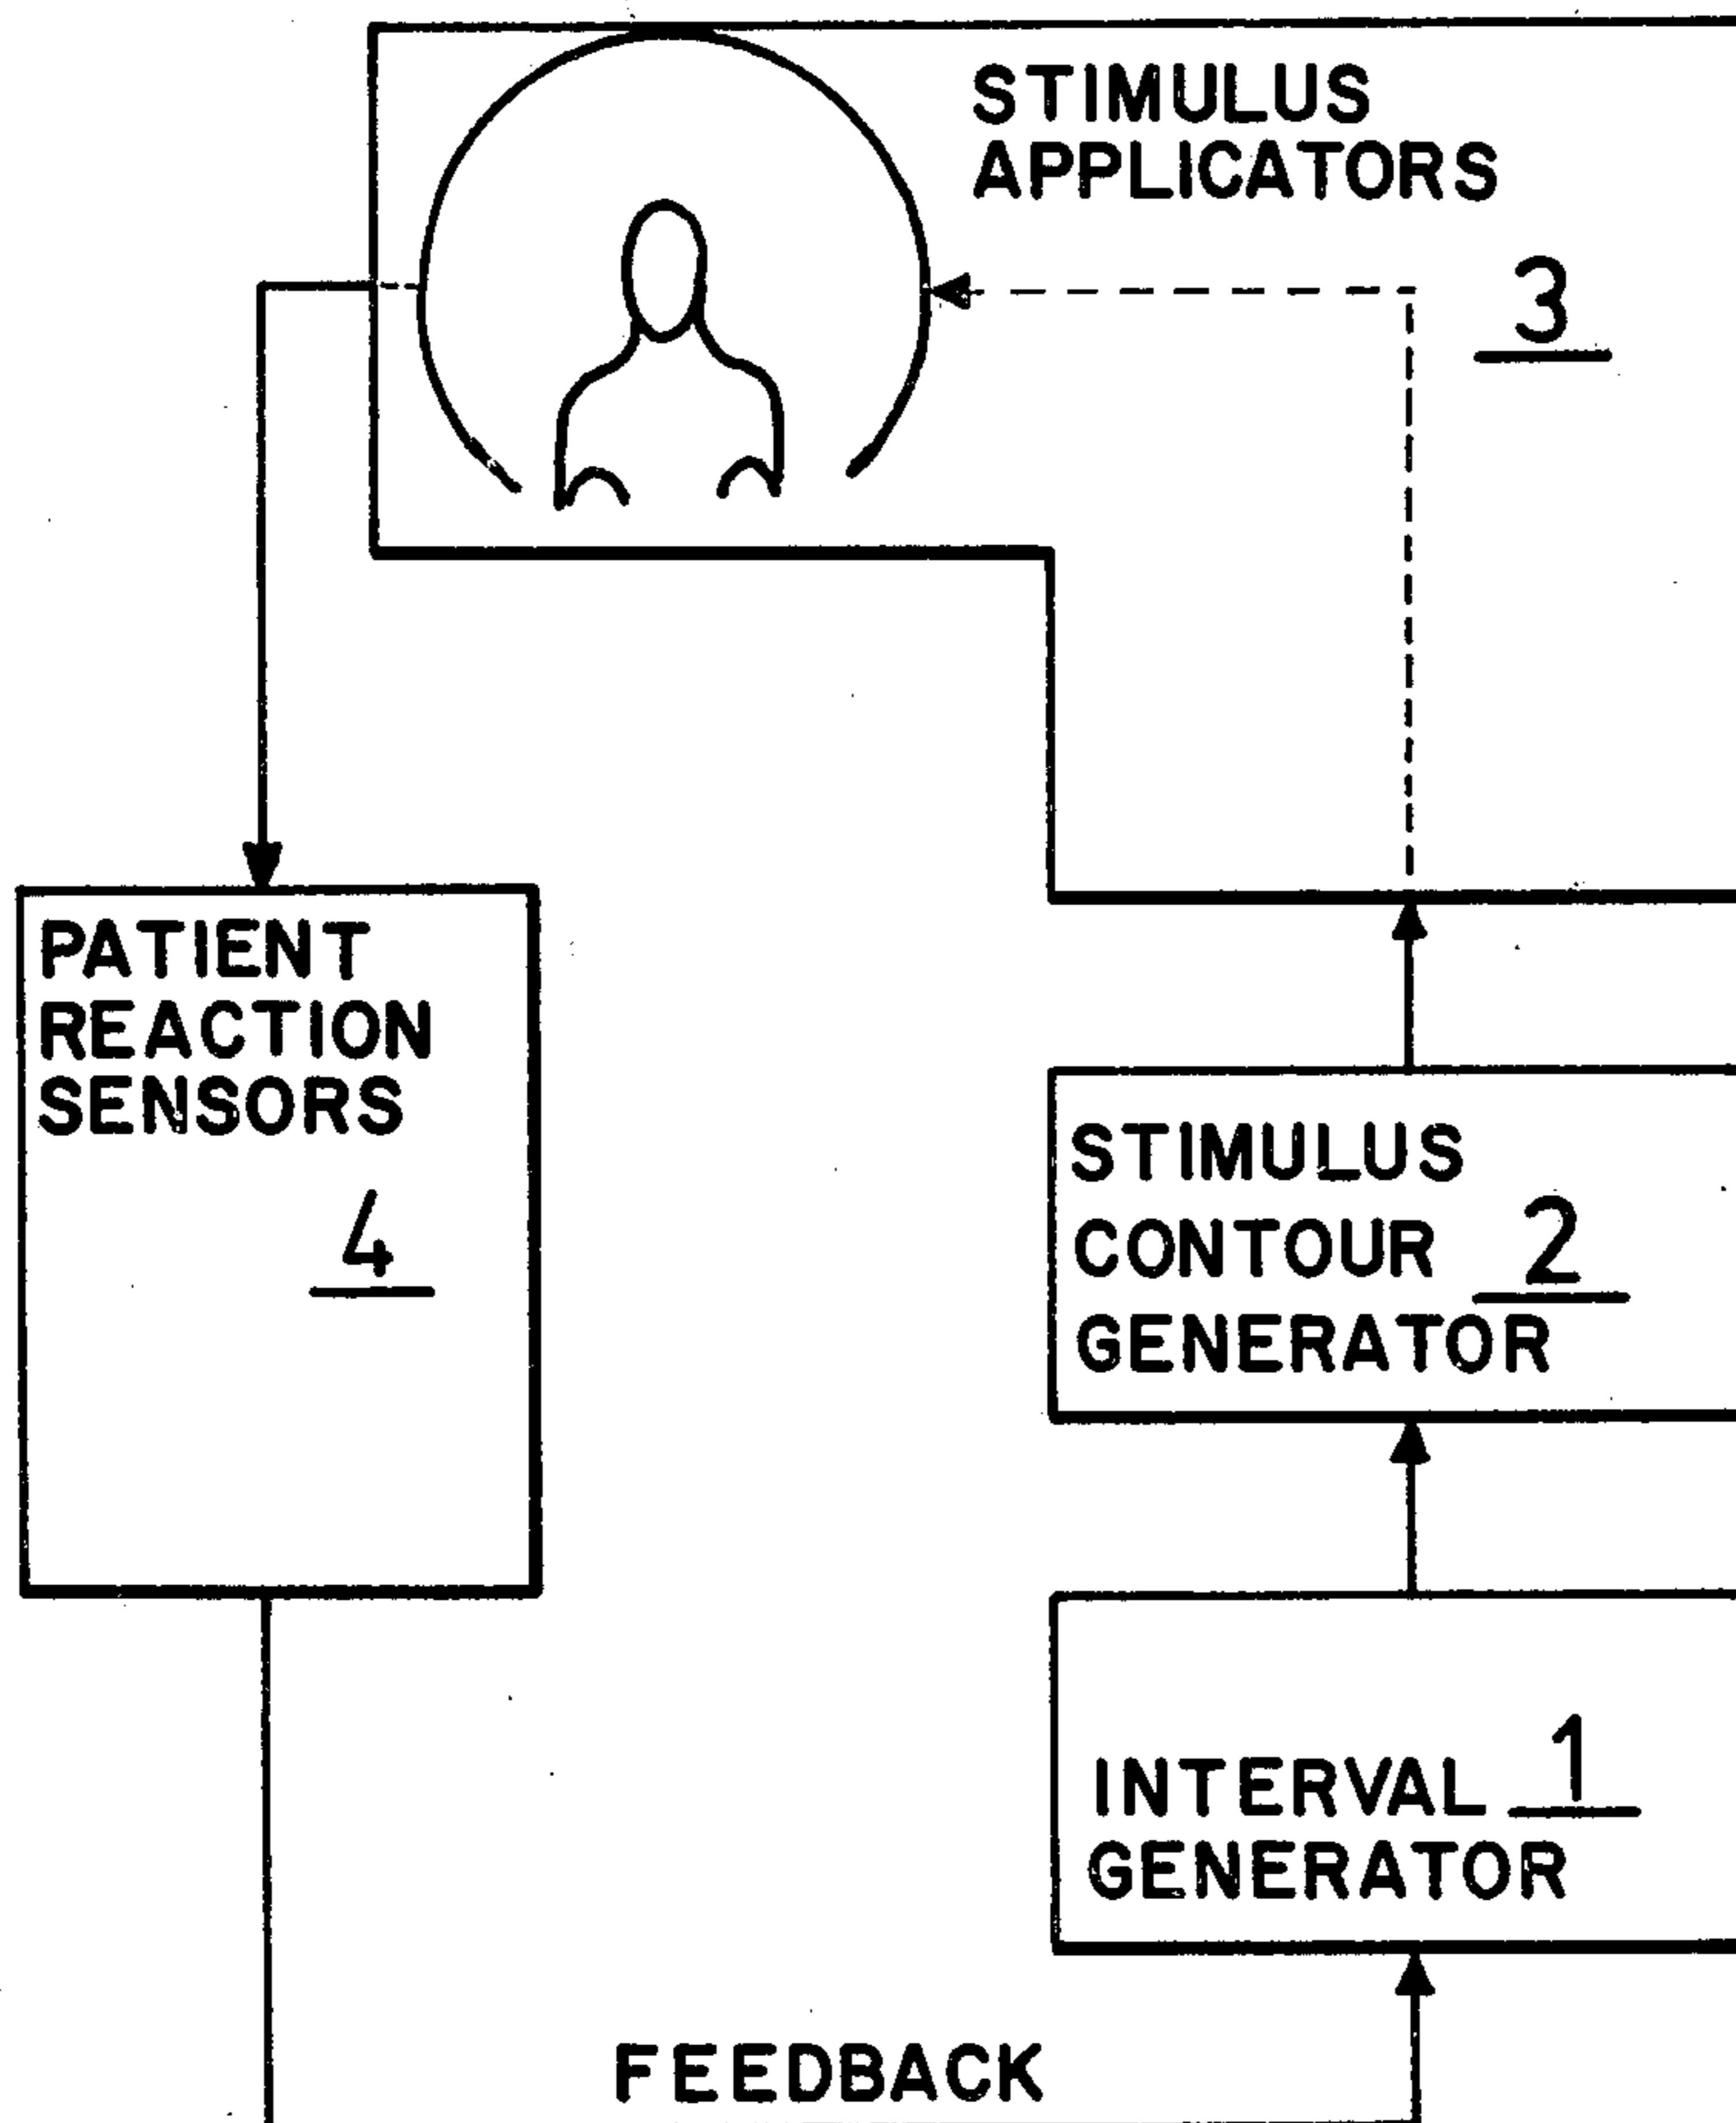 STIMULUS
APPLICATORS
3
PATIENT
REACTION
SENSORS
4
STIMULUS
CONTOUR 2
GENERATOR
INTERVAL 1
GENERATOR
FEEDBACK